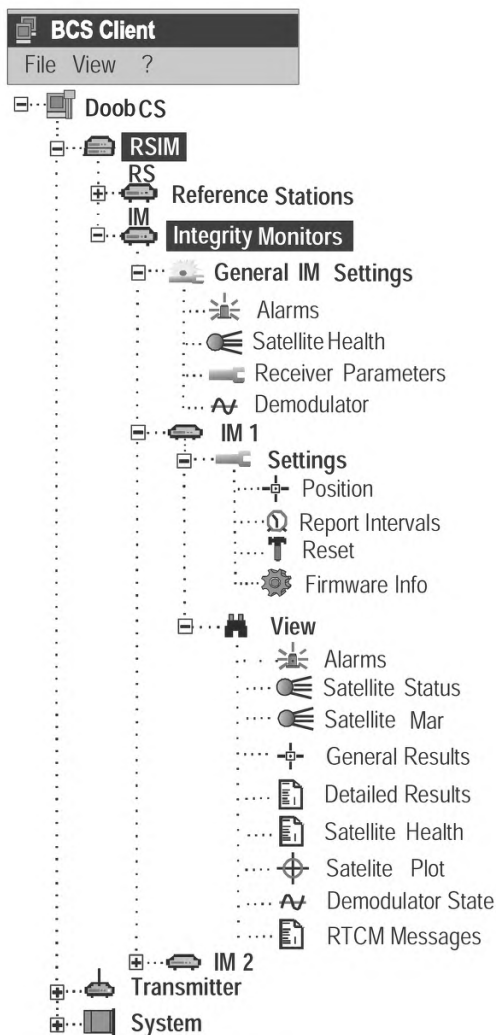 BCS Client
File View ?
Doob CS
RSIM
RS
Reference Stations
IM
Integrity Monitors
General IM Settings
Alarms
Satellite Health
Receiver Parameters
Demodulator
IM 1
Settings
Position
Report Intervals
Reset
Firmware Info
View
Alarms
Satellite Status
Satellite Mar
General Results
Detailed Results
Satellite Health
Satelite Plot
Demodulator State
RTCM Messages
IM 2
Transmitter
System